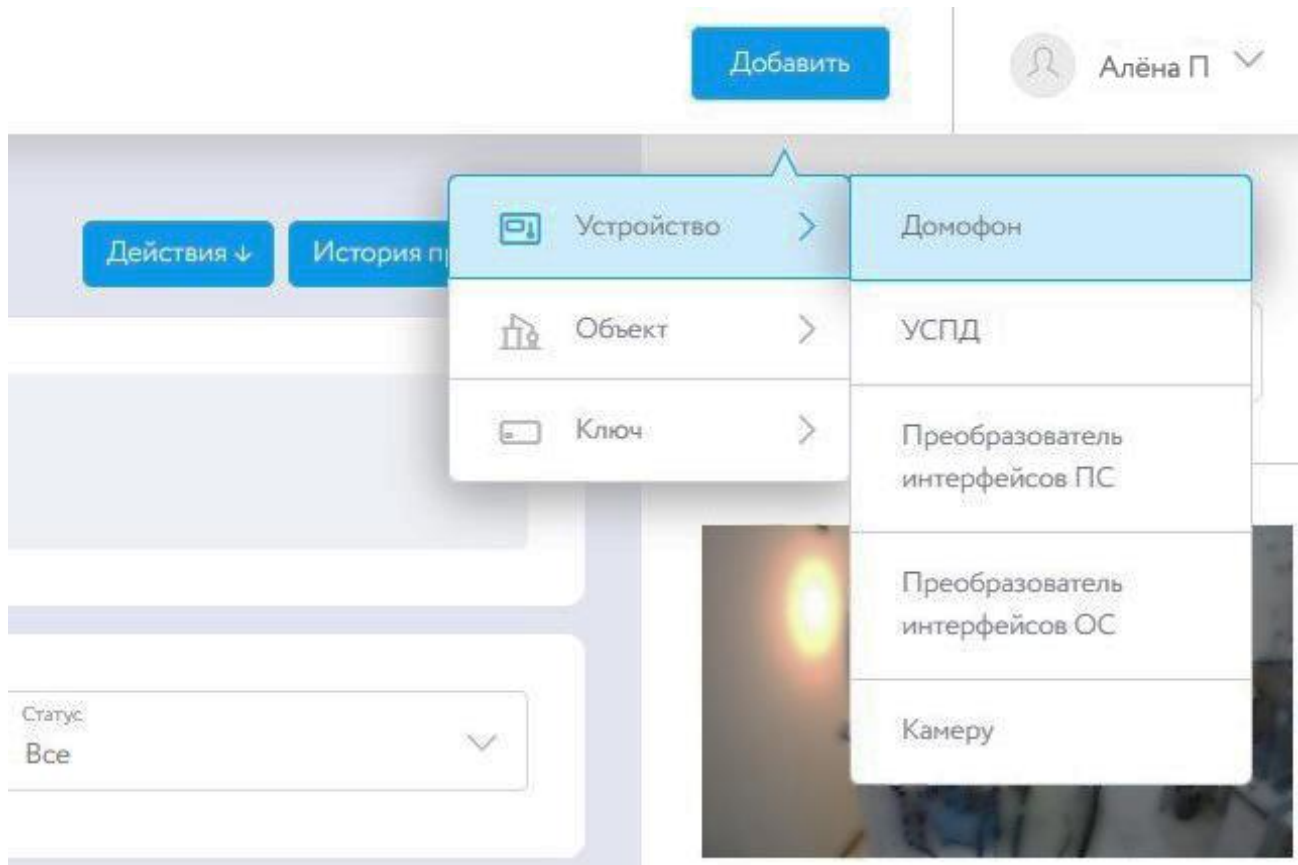 Добавить
Алёна П
Действия ↓
История п
Устройство
Объект
Ключ
Домофон
УСПД
Преобразователь
интерфейсов ПС
Преобразователь
интерфейсов ОС
Камеру
Статус
Все